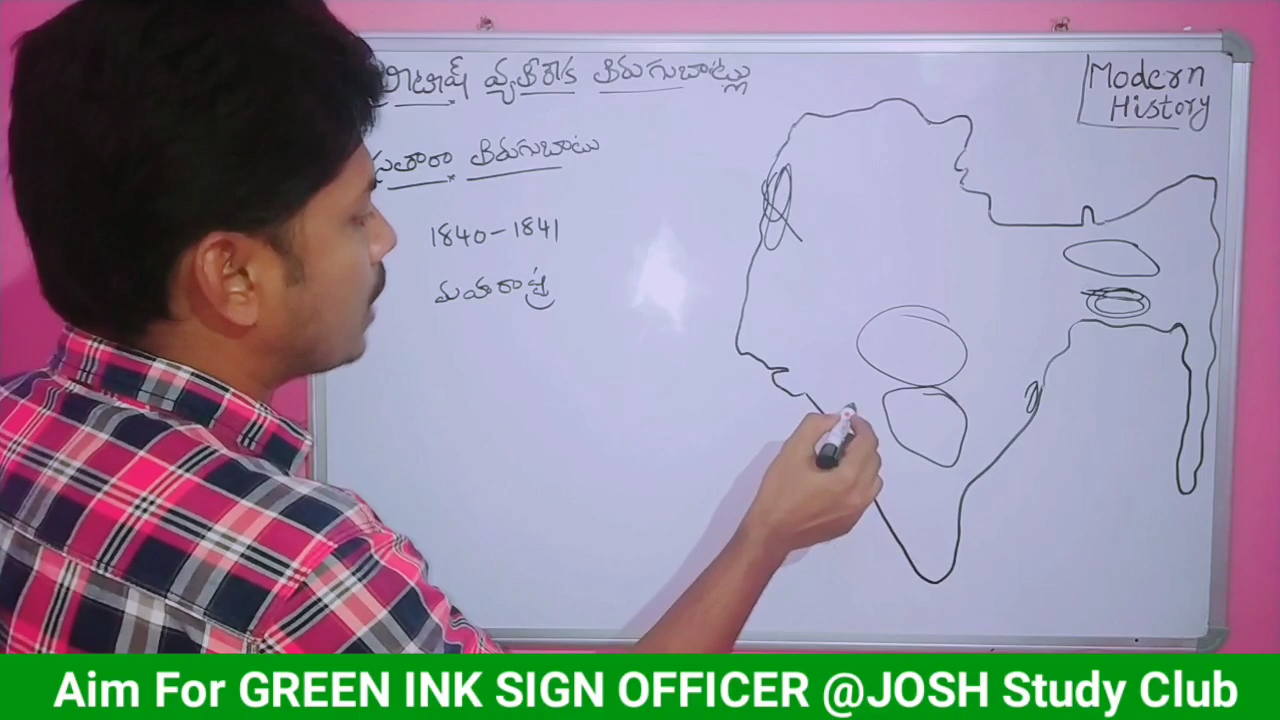 బ్రిటీష్ వ్యతిరేక తిరుగుబాట్లు
Modern
History
సతారా తిరుగుబాటు
1840-1841
మహారాష్ట్ర
Aim For GREEN INK SIGN OFFICER @JOSH Study Club